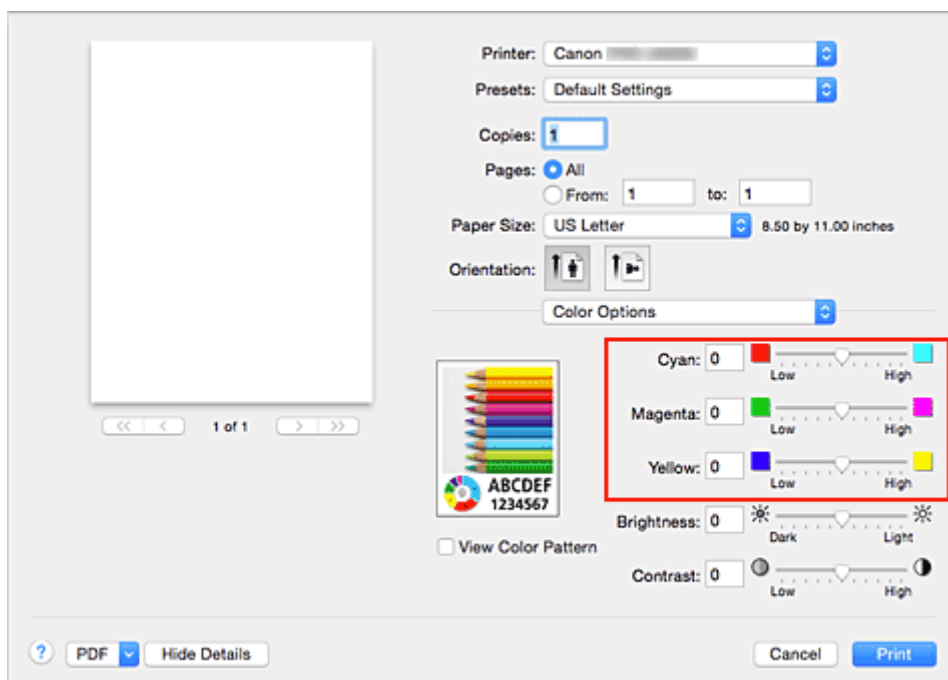 Printer: Canon
Presets: Default Settings
Copies: 1
Pages: All
From: 1 to: 1
Paper Size: US Letter 8.50 by 11.00 inches
Orientation:
Color Options
Cyan: 0
Low High
Magenta: 0
Low High
Yellow: 0
Low High
Brightness: 0
Dark Light
Contrast: 0
Low High
1 of 1
ABCDEF
1234567
View Color Pattern
? PDF Hide Details Cancel Print